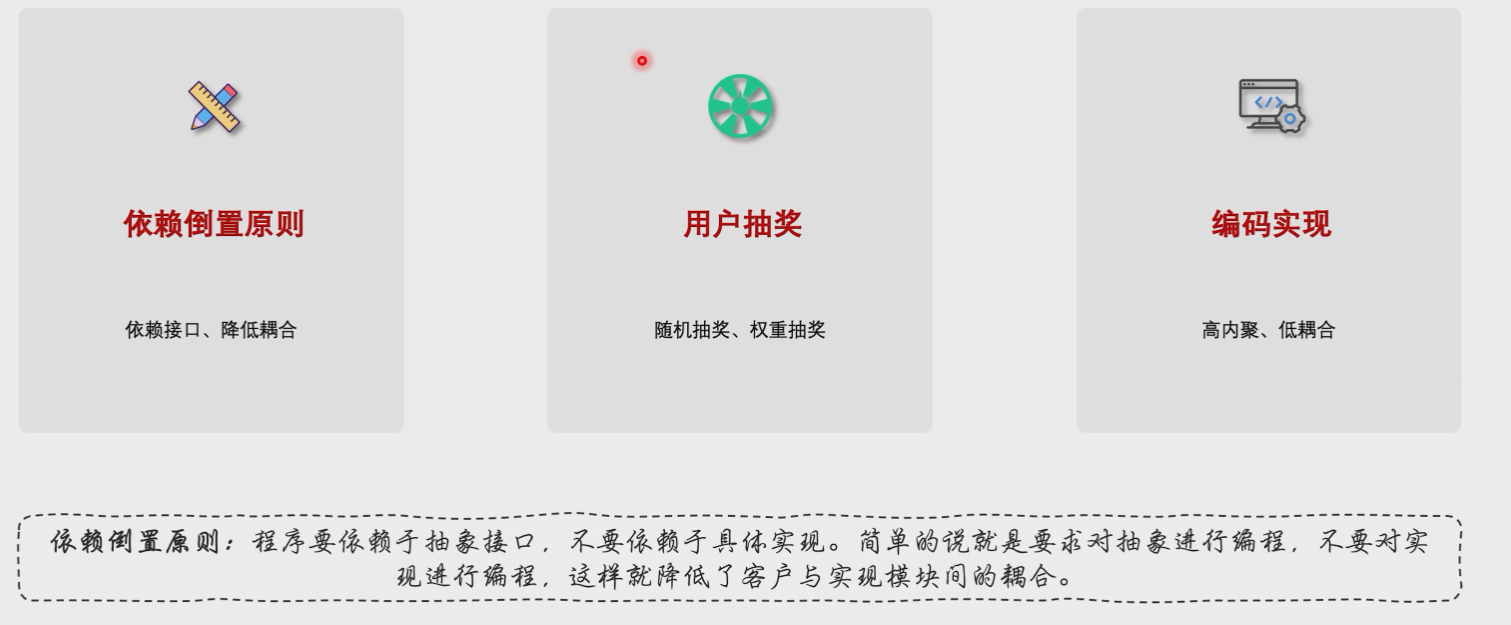 依赖倒置原则
用户抽奖
编码实现
依赖接口、降低耦合
随机抽奖、权重抽奖
高内聚、低耦合
依赖倒置原则：程序要依赖于抽象接口，不要依赖于具体实现。简单的说就是要求对抽象进行编程，不要对实
现进行编程，这样就降低了客户与实现模块间的耦合。